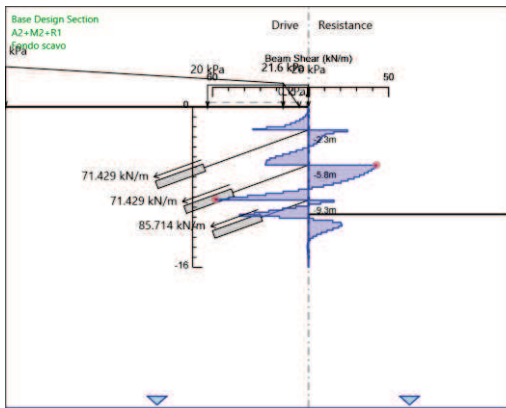 Base Design Section
A2+M2+R1
Fondo scavo
Drive
Resistance
kPa
Beam Shear (kN/m)
20 kPa
21.6 kPa
20 kPa
50
0
-2.3m
71.429 kN/m
-5.8m
71.429 kN/m
-9.3m
85.714 kN/m
-16